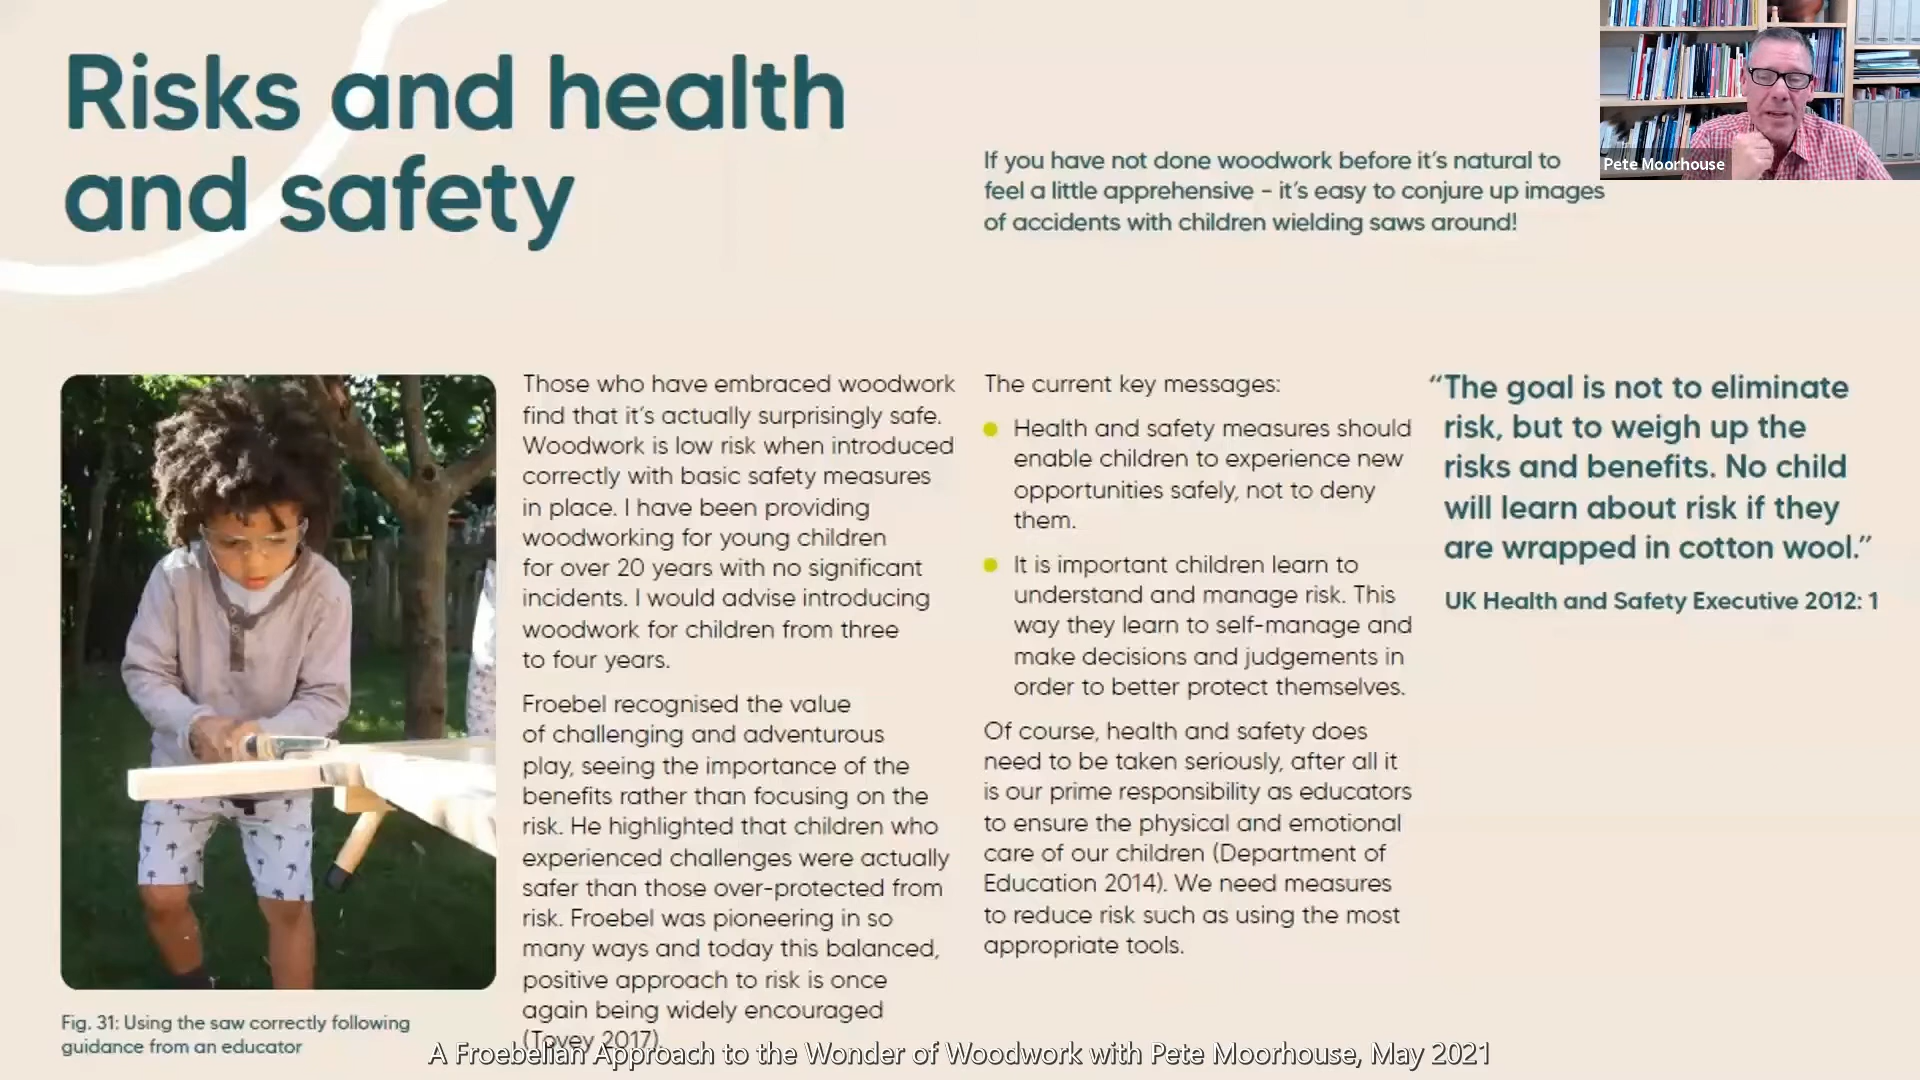 Risks and health
and safety
If you have not done woodwork before it's natural to
feel a little apprehensive – it's easy to conjure up images
of accidents with children wielding saws around!
Pete Moorhouse
Those who have embraced woodwork
find that it's actually surprisingly safe.
Woodwork is low risk when introduced
correctly with basic safety measures
in place. I have been providing
woodworking for young children
for over 20 years with no significant
incidents. I would advise introducing
woodwork for children from three
to four years.
Froebel recognised the value
of challenging and adventurous
play, seeing the importance of the
benefits rather than focusing on the
risk. He highlighted that children who
experienced challenges were actually
safer than those over-protected from
risk. Froebel was pioneering in so
many ways and today this balanced,
positive approach to risk is once
again being widely encouraged
(Tovey 2017).
The current key messages:
Health and safety measures should
enable children to experience new
opportunities safely, not to deny
them.
It is important children learn to
understand and manage risk. This
way they learn to self-manage and
make decisions and judgements in
order to better protect themselves.
Of course, health and safety does
need to be taken seriously, after all it
is our prime responsibility as educators
to ensure the physical and emotional
care of our children (Department of
Education 2014). We need measures
to reduce risk such as using the most
appropriate tools.
“The goal is not to eliminate
risk, but to weigh up the
risks and benefits. No child
will learn about risk if they
are wrapped in cotton wool.”
UK Health and Safety Executive 2012: 1
Fig. 31: Using the saw correctly following
guidance from an educator
A Froebelian Approach to the Wonder of Woodwork with Pete Moorhouse, May 2021